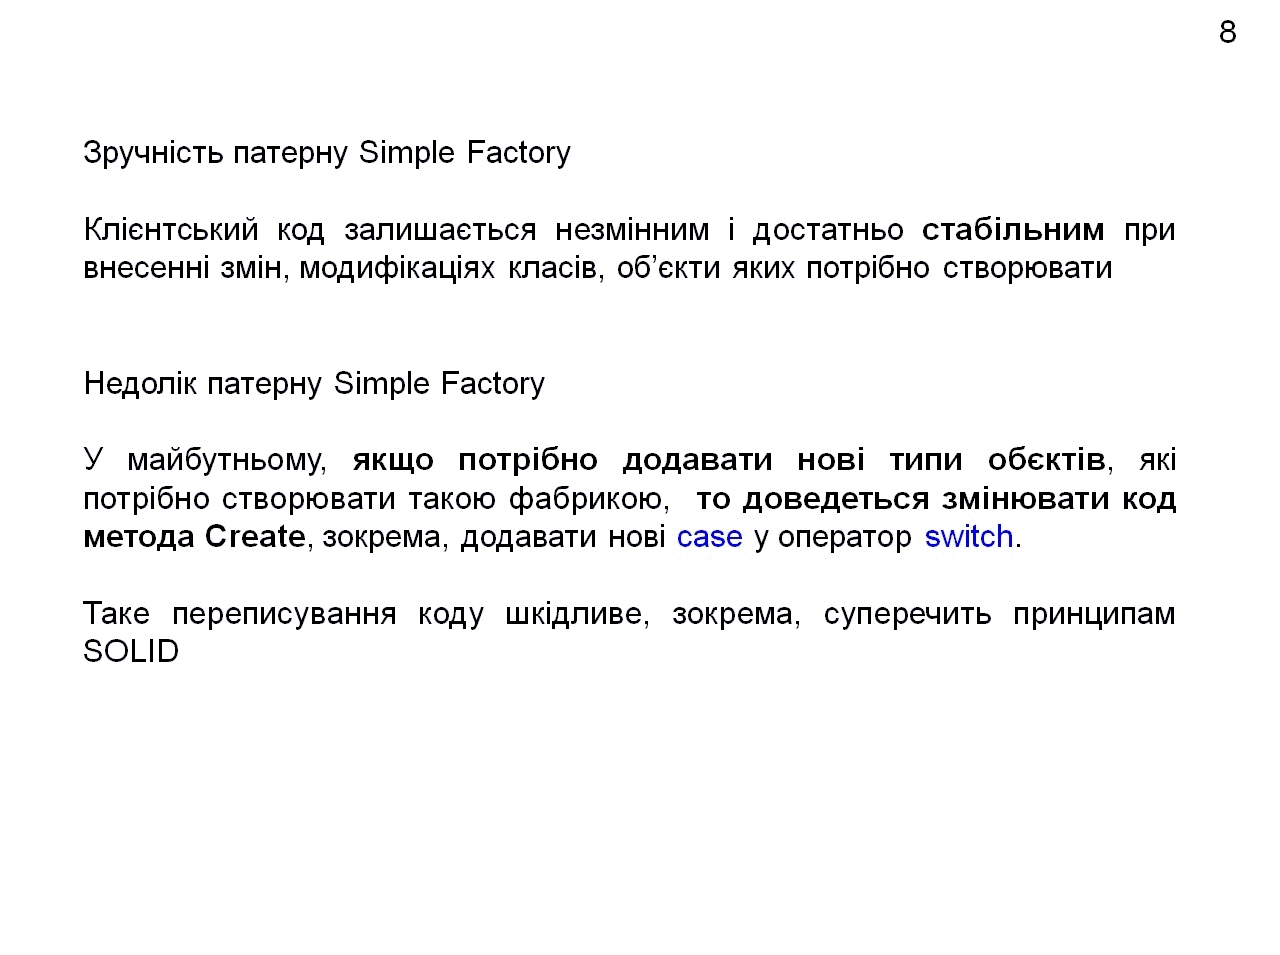 8
Зручність патерну Simple Factory
Клієнтський код залишається незмінним і достатньо стабільним при
внесенні змін, модифікаціях класів, об’єкти яких потрібно створювати
Недолік патерну Simple Factory
У майбутньому, якщо потрібно додавати нові типи обєктів, які
потрібно створювати такою фабрикою, то доведеться змінювати код
метода Create, зокрема, додавати нові case у оператор switch.
Таке переписування коду шкідливе, зокрема, суперечить принципам
SOLID